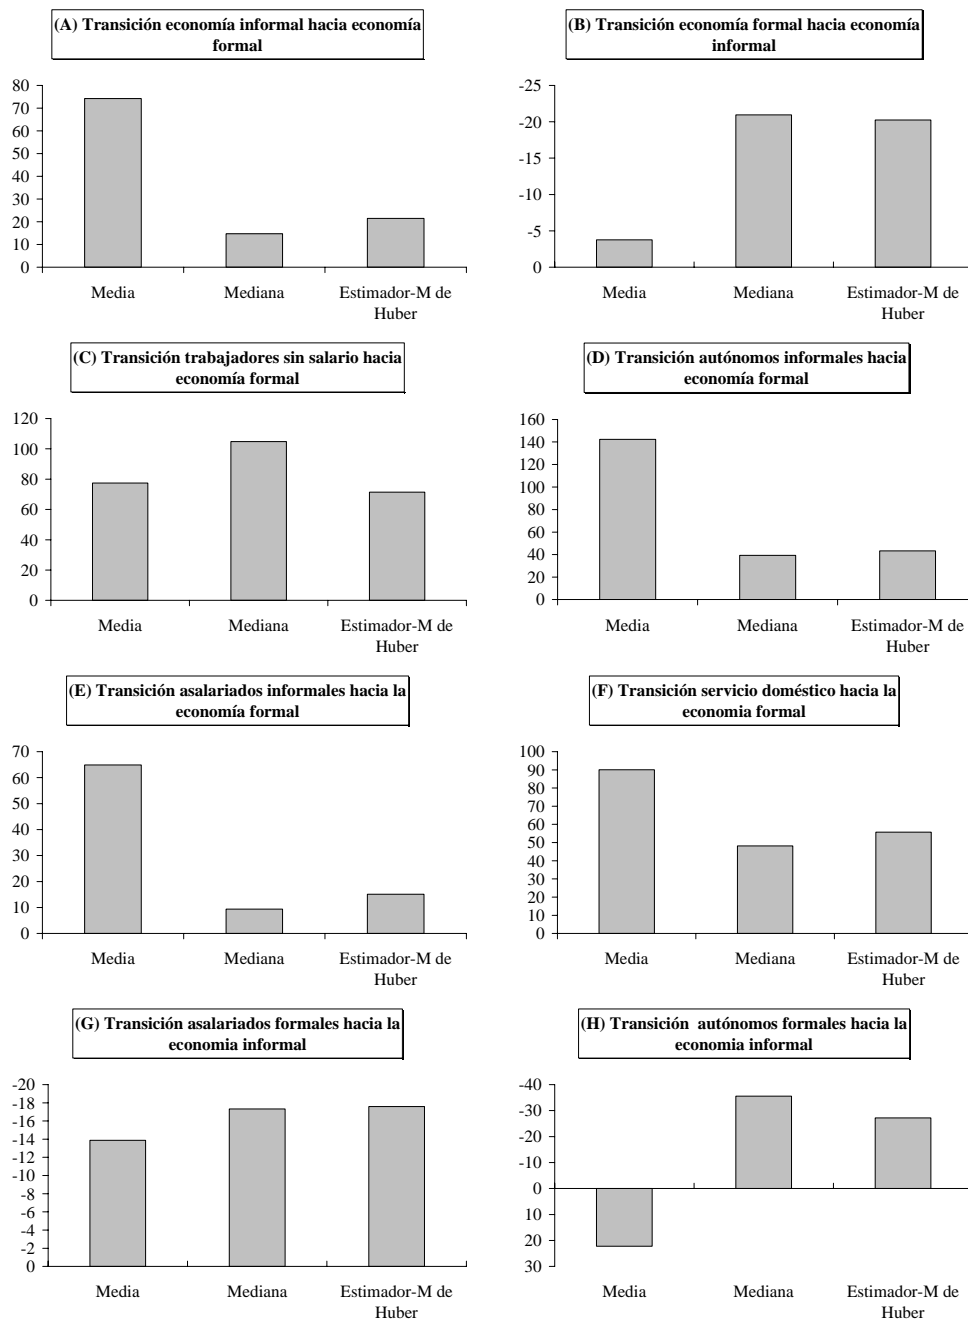 (A) Transición economía informal hacia economía
formal
80
70
60
50
40
30
20
10
0
Media
Mediana
Estimador-M de
Huber
(B) Transición economía formal hacia economía
informal
-25
-20
-15
-10
-5
0
Media
Mediana
Estimador-M de
Huber
(C) Transición trabajadores sin salario hacia
economía formal
120
100
80
60
40
20
0
Media
Mediana
Estimador-M de
Huber
(D) Transición autónomos informales hacia
economía formal
160
140
120
100
80
60
40
20
0
Media
Mediana
Estimador-M de
Huber
(E) Transición asalariados informales hacia la
economía formal
70
60
50
40
30
20
10
0
Media
Mediana
Estimador-M de
Huber
(F) Transición servicio doméstico hacia la
economia formal
100
90
80
70
60
50
40
30
20
10
0
Media
Mediana
Estimador-M de
Huber
(G) Transición asalariados formales hacia la
economia informal
-20
-18
-16
-14
-12
-10
-8
-6
-4
-2
0
Media
Mediana
Estimador-M de
Huber
(H) Transición  autónomos formales hacia la
economia informal
-40
-30
-20
-10
0
10
20
30
Media
Mediana
Estimador-M de
Huber